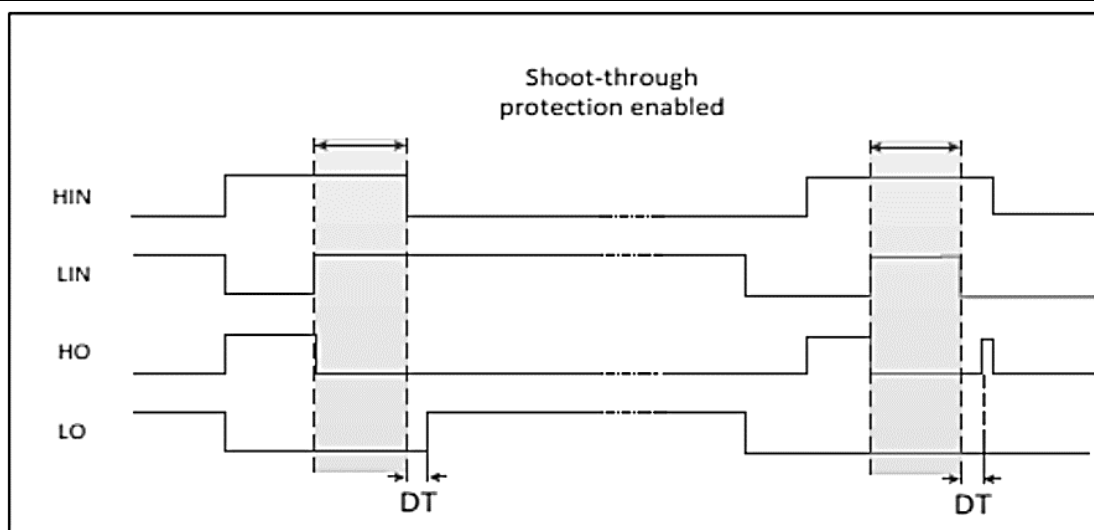 Shoot-through
protection enabled
HIN
LIN
HO
LO
DT
DT